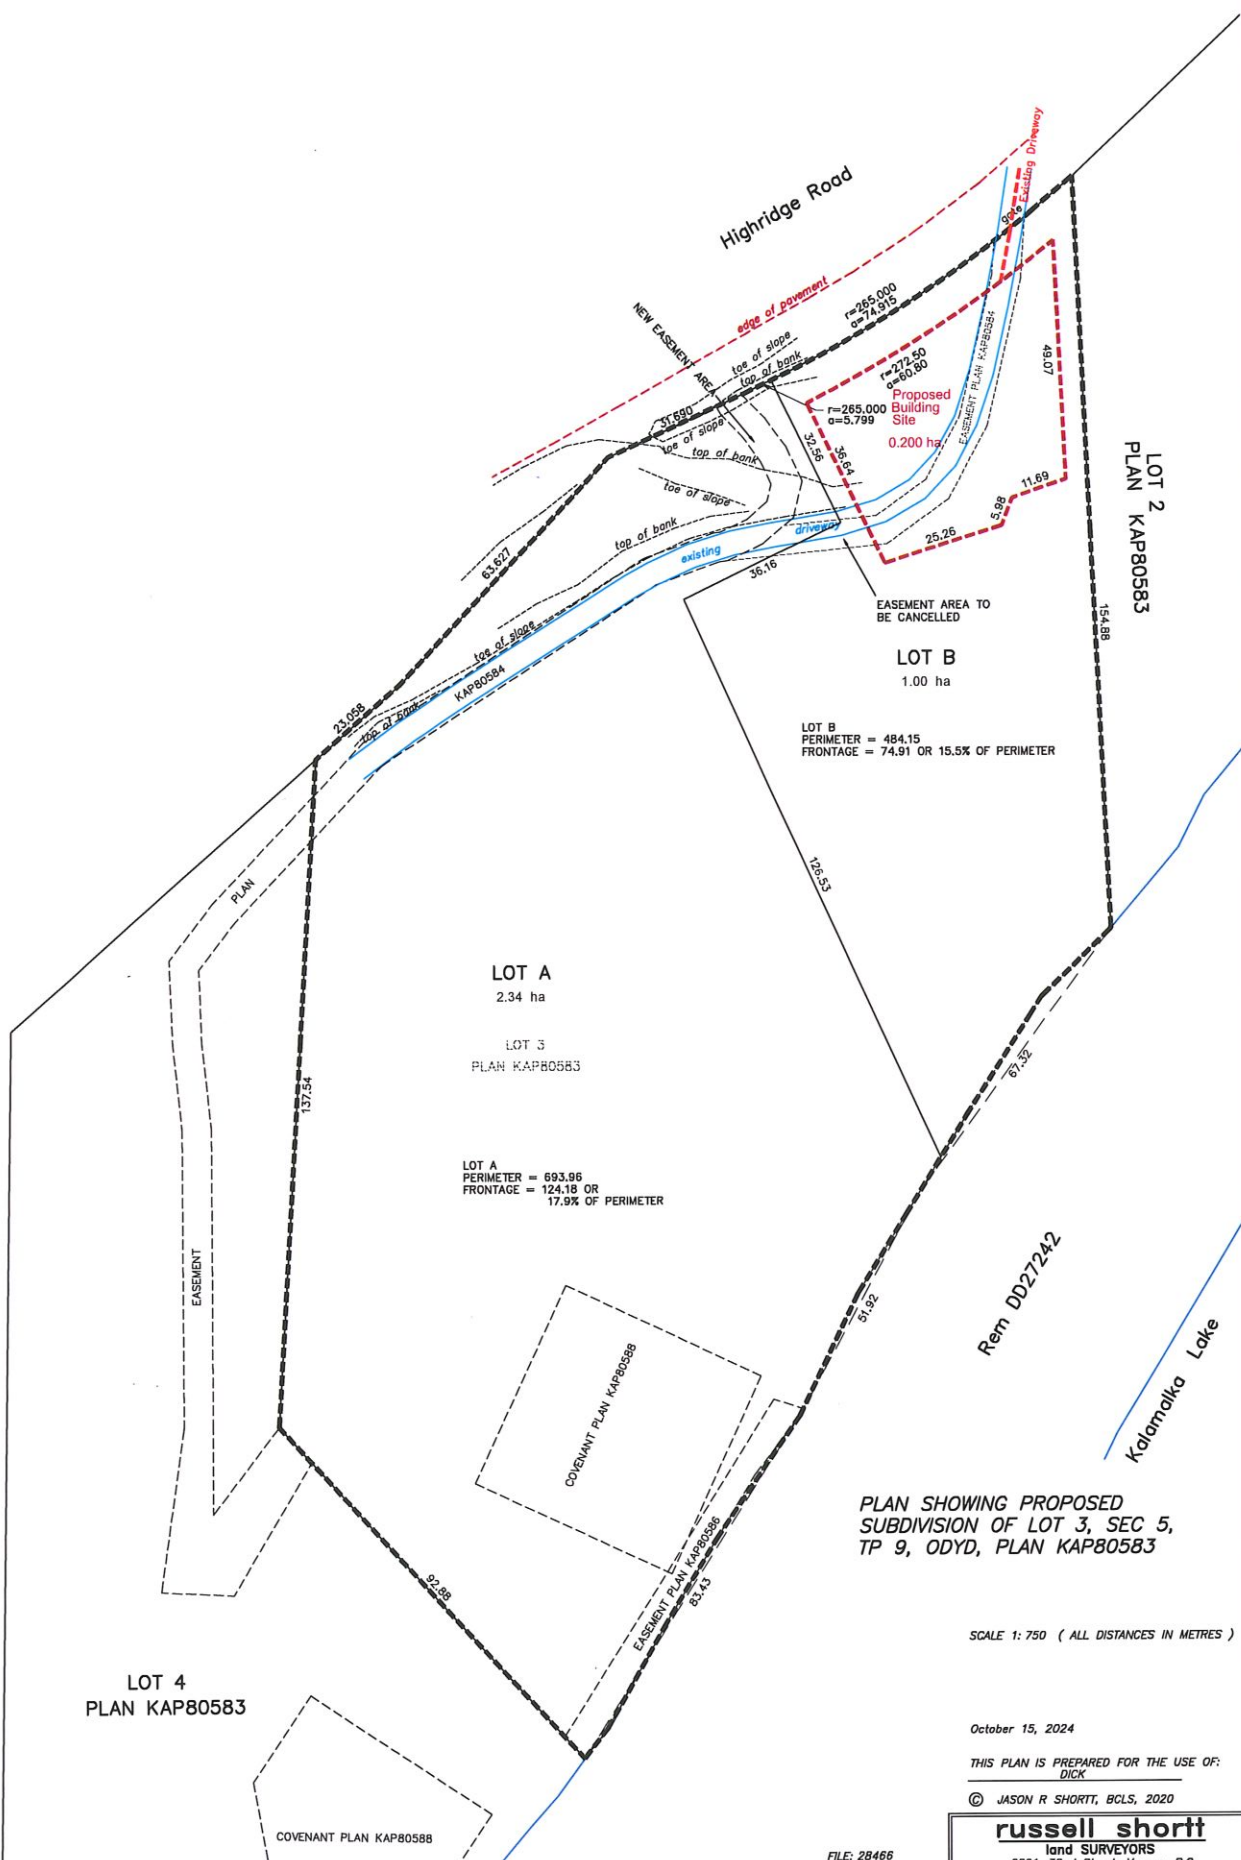 Highridge Road
Existing Driveway
gate
edge of pavement
r=265.000
a=74.915
NEW EASEMENT AREA
toe of slope
top of bank
r=272.50
a=60.80
Proposed
Building
Site
0.200 ha
r=265.000
a=5.799
EASEMENT PLAN KAP80584
49.07
31.690
toe of slope
top of bank
32.56
36.64
toe of slope
11.69
5.98
25.26
LOT 2
PLAN KAP80583
top of bank
existing
driveway
36.16
63.627
EASEMENT AREA TO
BE CANCELLED
154.88
LOT B
1.00 ha
toe of slope
KAP80584
23.058
top of bank
LOT B
PERIMETER = 484.15
FRONTAGE = 74.91 OR 15.5% OF PERIMETER
126.53
PLAN
LOT A
2.34 ha
LOT 3
PLAN KAP80583
137.54
67.32
LOT A
PERIMETER = 693.96
FRONTAGE = 124.18 OR
17.9% OF PERIMETER
EASEMENT
51.92
Rem DD27242
Kalamalka Lake
COVENANT PLAN KAP80588
EASEMENT PLAN KAP80586
83.43
92.88
PLAN SHOWING PROPOSED
SUBDIVISION OF LOT 3, SEC 5,
TP 9, ODYD, PLAN KAP80583
SCALE 1: 750 ( ALL DISTANCES IN METRES )
LOT 4
PLAN KAP80583
October 15, 2024
THIS PLAN IS PREPARED FOR THE USE OF:
DICK
© JASON R SHORTT, BCLS, 2020
COVENANT PLAN KAP80588
russell shortt
land SURVEYORS
FILE: 28466